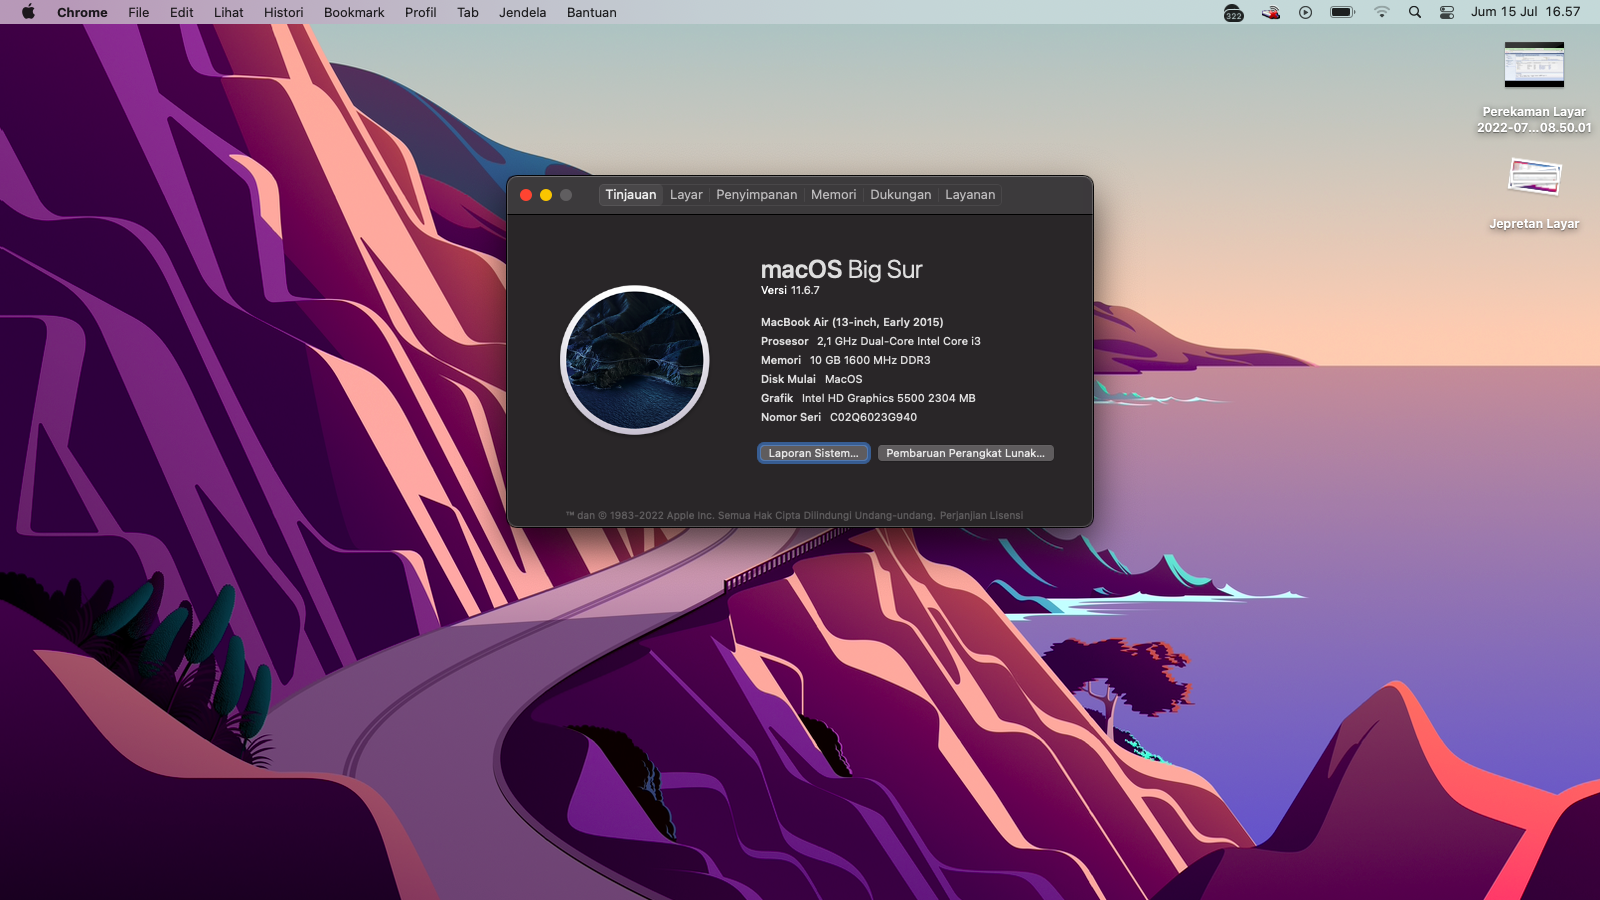 Chrome File Edit Lihat Histori Bookmark Profil Tab Jendela Bantuan 322 Jum 15 Jul 16.57
Perekaman Layar
2022-07...08.50.01
Jepretan Layar
Tinjauan Layar Penyimpanan Memori Dukungan Layanan
macOS Big Sur
Versi 11.6.7
MacBook Air (13-inch, Early 2015)
Prosesor 2,1 GHz Dual-Core Intel Core i3
Memori 10 GB 1600 MHz DDR3
Disk Mulai MacOS
Grafik Intel HD Graphics 5500 2304 MB
Nomor Seri C02Q6023G940
Laporan Sistem... Pembaruan Perangkat Lunak...
™ dan © 1983-2022 Apple Inc. Semua Hak Cipta Dilindungi Undang-undang. Perjanjian Lisensi